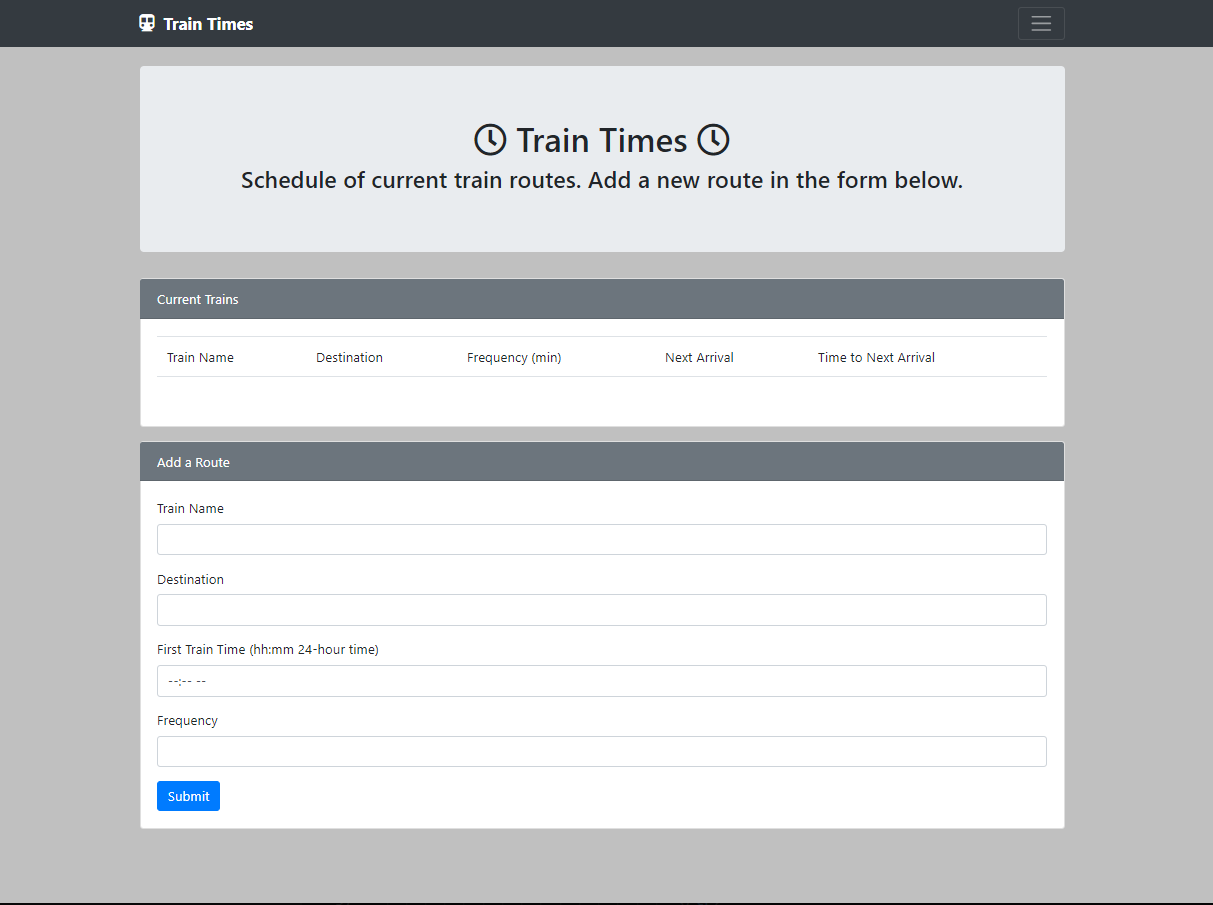 Train Times
Train Times
Schedule of current train routes. Add a new route in the form below.
Current Trains
Train Name Destination Frequency (min) Next Arrival Time to Next Arrival
Add a Route
Train Name
Destination
First Train Time (hh:mm 24-hour time)
--:-- --
Frequency
Submit